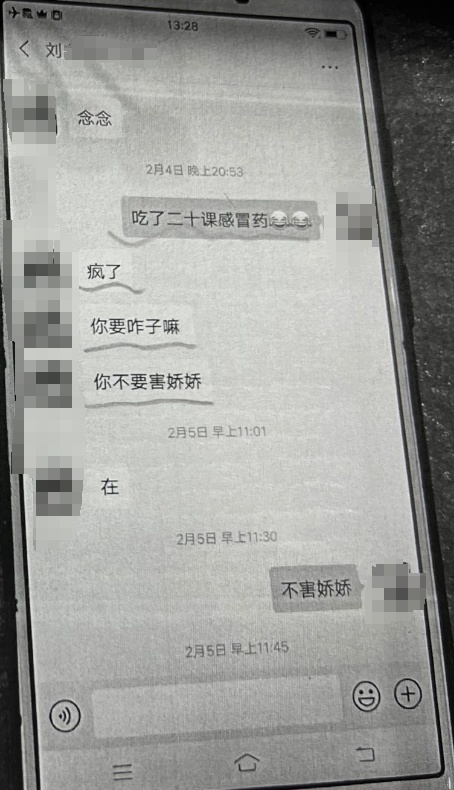 13:28
刘
念念
2月4日 晚上20:53
吃了二十课感冒药😂😂
疯了
你要咋子嘛
你不要害娇娇
2月5日 早上11:01
在
2月5日 早上11:30
不害娇娇
2月5日 早上11:45